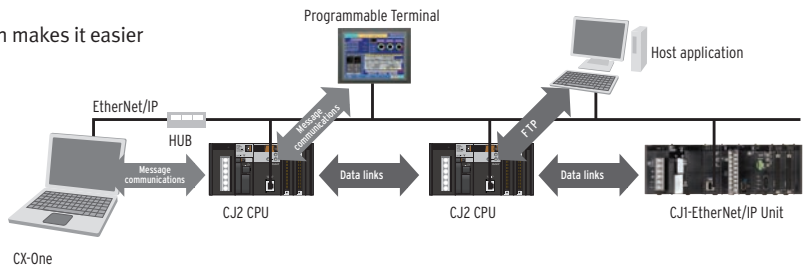 Programmable Terminal
n makes it easier
Host application
EtherNet/IP
HUB
Message
communications
FTP
Message
communications
Data links
Data links
CJ2 CPU
CJ2 CPU
CJ1-EtherNet/IP Unit
CX-One